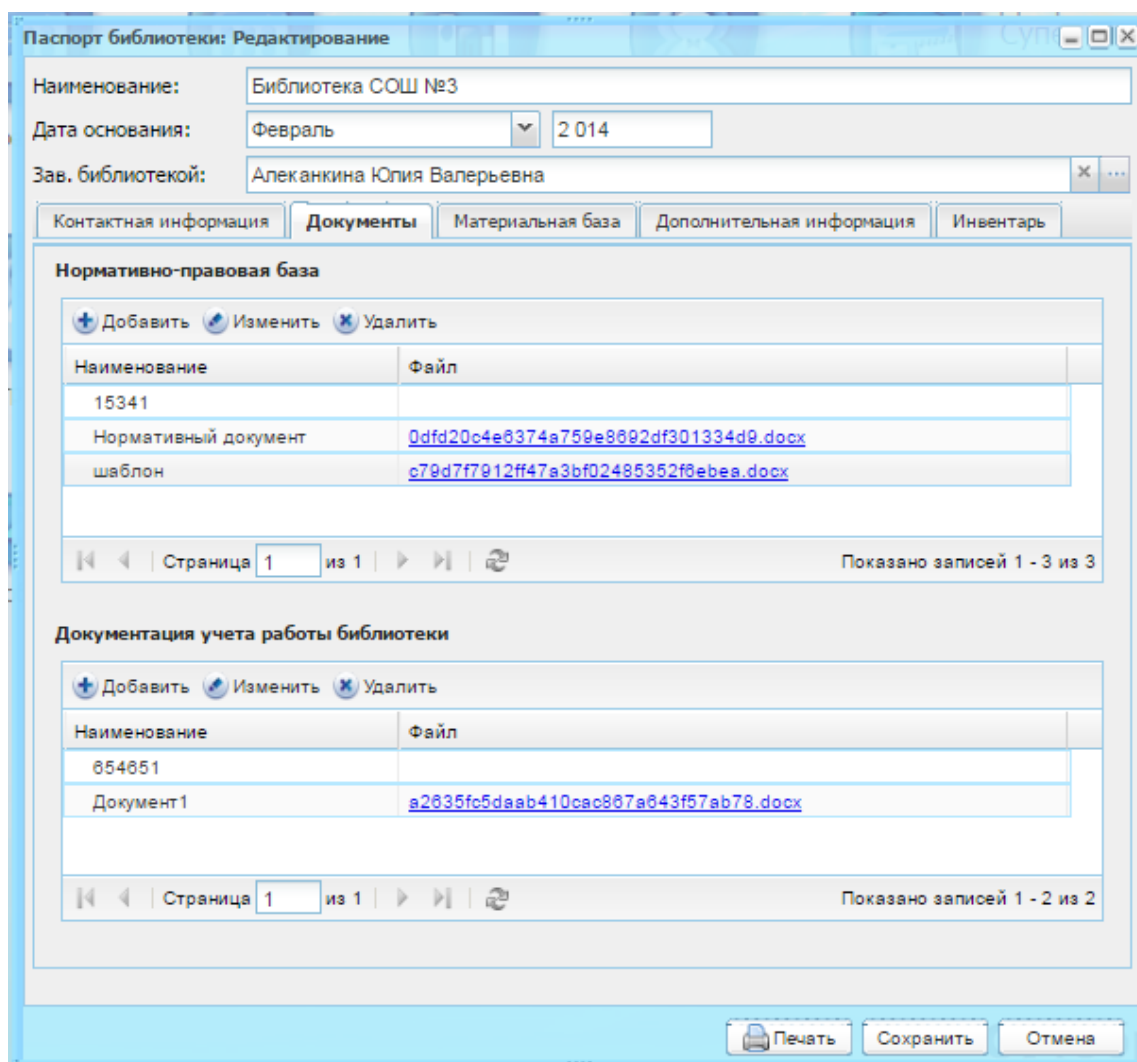 Паспорт библиотеки: Редактирование
Наименование: Библиотека СОШ №3
Дата основания: Февраль 2 014
Зав. библиотекой: Алеканкина Юлия Валерьевна
Контактная информация Документы Материальная база Дополнительная информация Инвентарь
Нормативно-правовая база
Добавить Изменить Удалить
Наименование Файл
15341
Нормативный документ 0dfd20c4e6374a759e8692df301334d9.docx
шаблон c79d7f7912ff47a3bf02485352f6ebea.docx
Страница 1 из 1 Показано записей 1 - 3 из 3
Документация учета работы библиотеки
Добавить Изменить Удалить
Наименование Файл
654651
Документ1 a2635fc5daab410cac867a643f57ab78.docx
Страница 1 из 1 Показано записей 1 - 2 из 2
Печать Сохранить Отмена